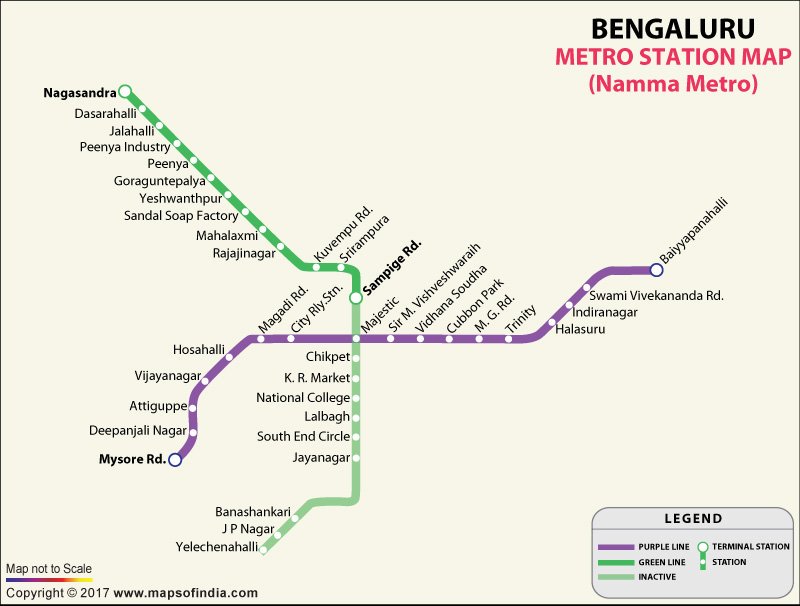 BENGALURU
METRO STATION MAP
(Namma Metro)
Nagasandra
Dasarahalli
Jalahalli
Peenya Industry
Peenya
Goraguntepalya
Yeshwanthpur
Sandal Soap Factory
Mahalaxmi
Rajajinagar
Kuvempu Rd.
Srirampura
Sampige Rd.
Magadi Rd.
City Rly.Stn.
Majestic
Sir M. Vishveshwaraih
Vidhana Soudha
Cubbon Park
M. G. Rd.
Trinity
Baiyyapanahalli
Swami Vivekananda Rd.
Indiranagar
Halasuru
Hosahalli
Vijayanagar
Attiguppe
Deepanjali Nagar
Mysore Rd.
Chikpet
K. R. Market
National College
Lalbagh
South End Circle
Jayanagar
Banashankari
J P Nagar
Yelechenahalli
LEGEND
PURPLE LINE
TERMINAL STATION
GREEN LINE
STATION
INACTIVE
Map not to Scale
Copyright © 2017 www.mapsofindia.com